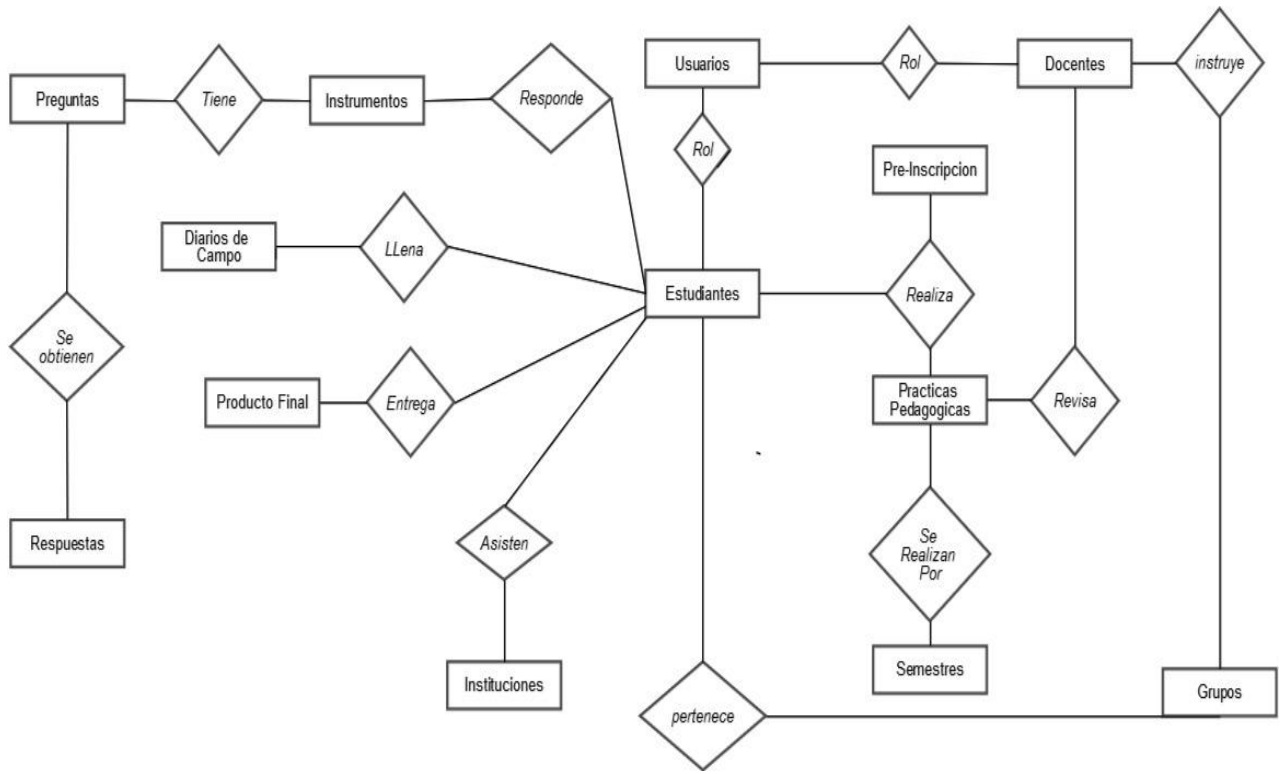 Usuarios
Rol
Docentes
instruye
Preguntas
Tiene
Instrumentos
Responde
Rol
Pre-Inscripcion
Diarios de
Campo
LLena
Estudiantes
Realiza
Se
obtienen
Producto Final
Entrega
Practicas
Pedagogicas
Revisa
Respuestas
Asisten
Se
Realizan
Por
Instituciones
Semestres
Grupos
pertenece